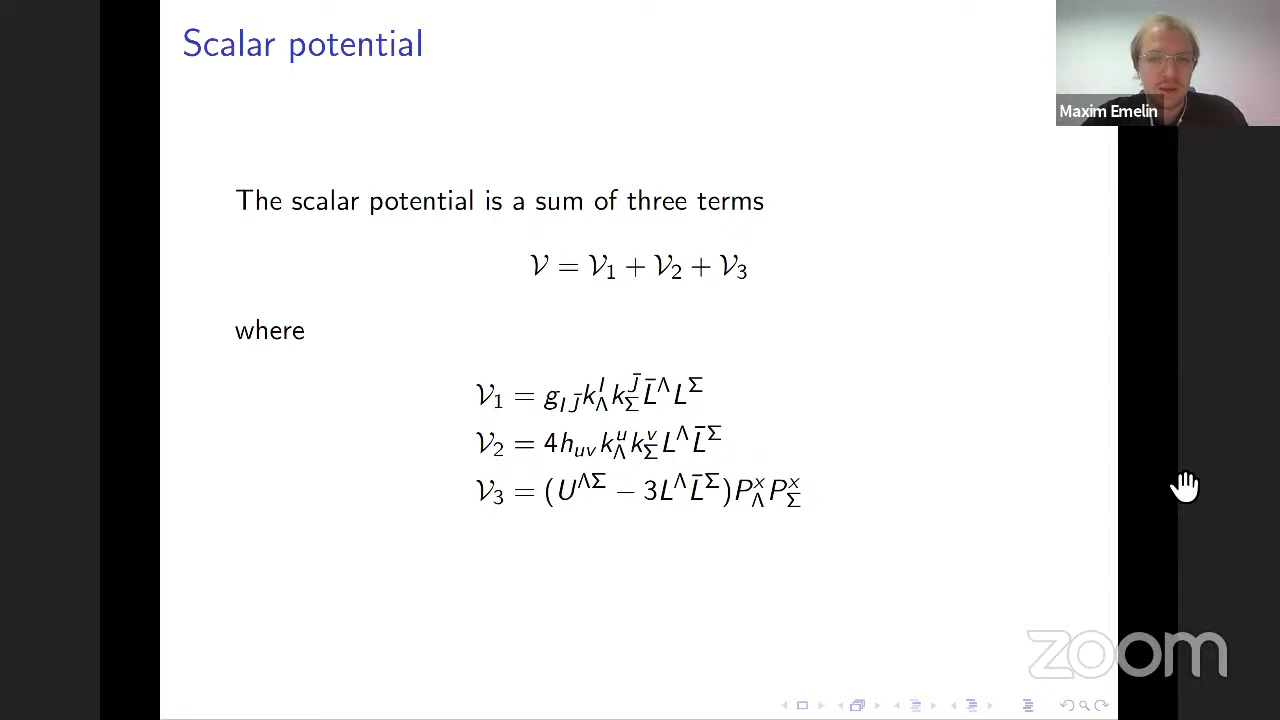 Scalar potential
Maxim Emelin
The scalar potential is a sum of three terms
𝒱 = 𝒱₁ + 𝒱₂ + 𝒱₃
where
𝒱₁ = g_{IJ̄} k^I_Λ k^{J̄}_Σ L̄^Λ L^Σ
𝒱₂ = 4h_{uv} k^u_Λ k^v_Σ L^Λ L̄^Σ
𝒱₃ = (U^{ΛΣ} − 3L^Λ L̄^Σ) P^x_Λ P^x_Σ
zoom